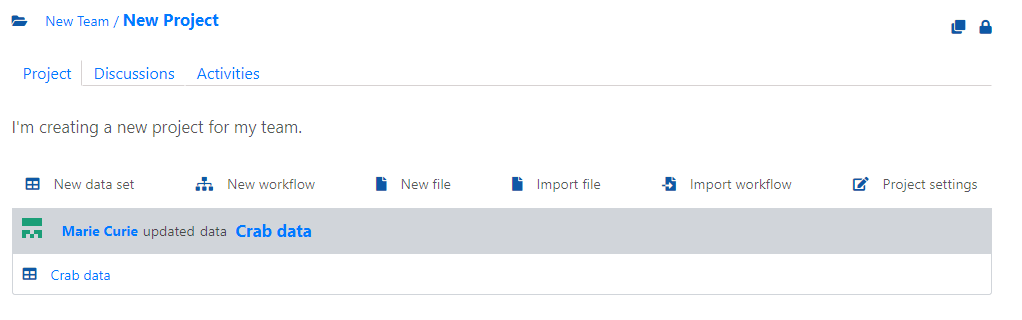 New Team / New Project
Project Discussions Activities
I'm creating a new project for my team.
New data set New workflow New file Import file Import workflow Project settings
Marie Curie updated data Crab data
Crab data